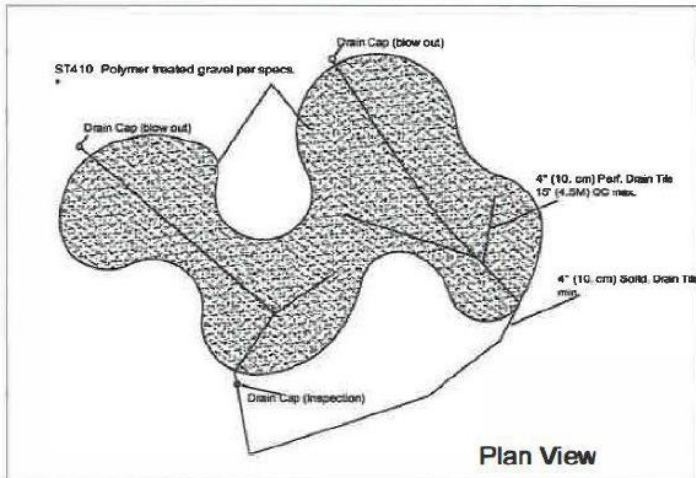 Drain Cap (blow out)
ST410 Polymer treated gravel per specs.
*
Drain Cap (blow out)
4" (10. cm) Perf. Drain Tile
15' (4.5M) OC max.
4" (10. cm) Solid. Drain Tile
min.
Drain Cap (Inspection)
Plan View